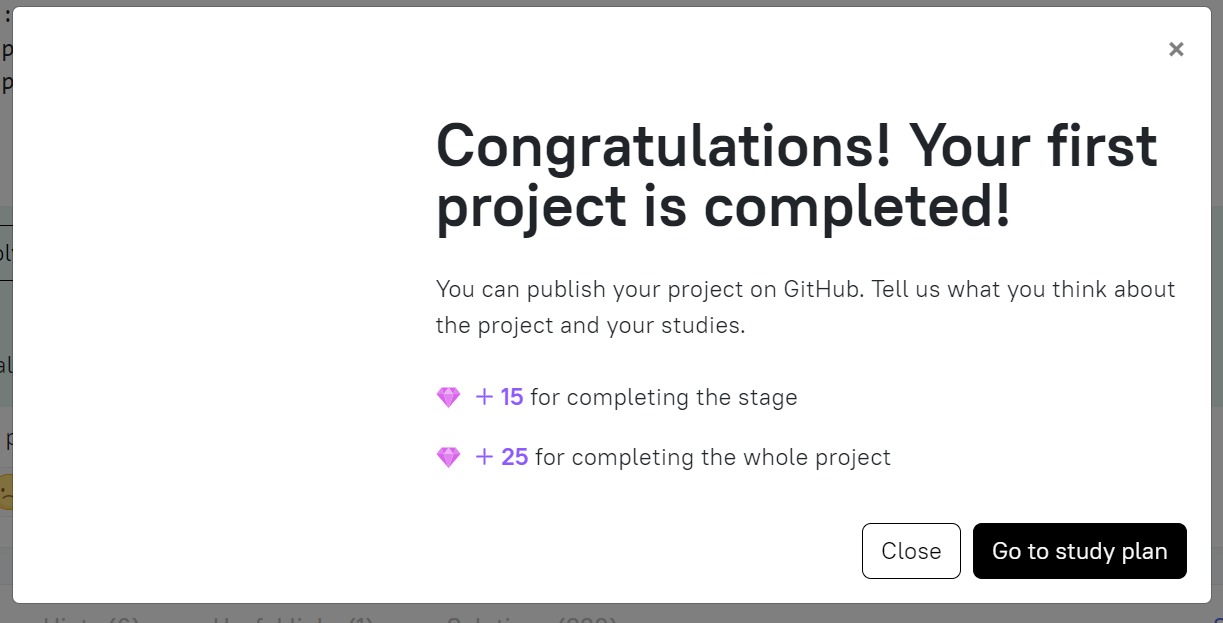 ×
Congratulations! Your first
project is completed!
You can publish your project on GitHub. Tell us what you think about
the project and your studies.
+ 15 for completing the stage
+ 25 for completing the whole project
Close
Go to study plan